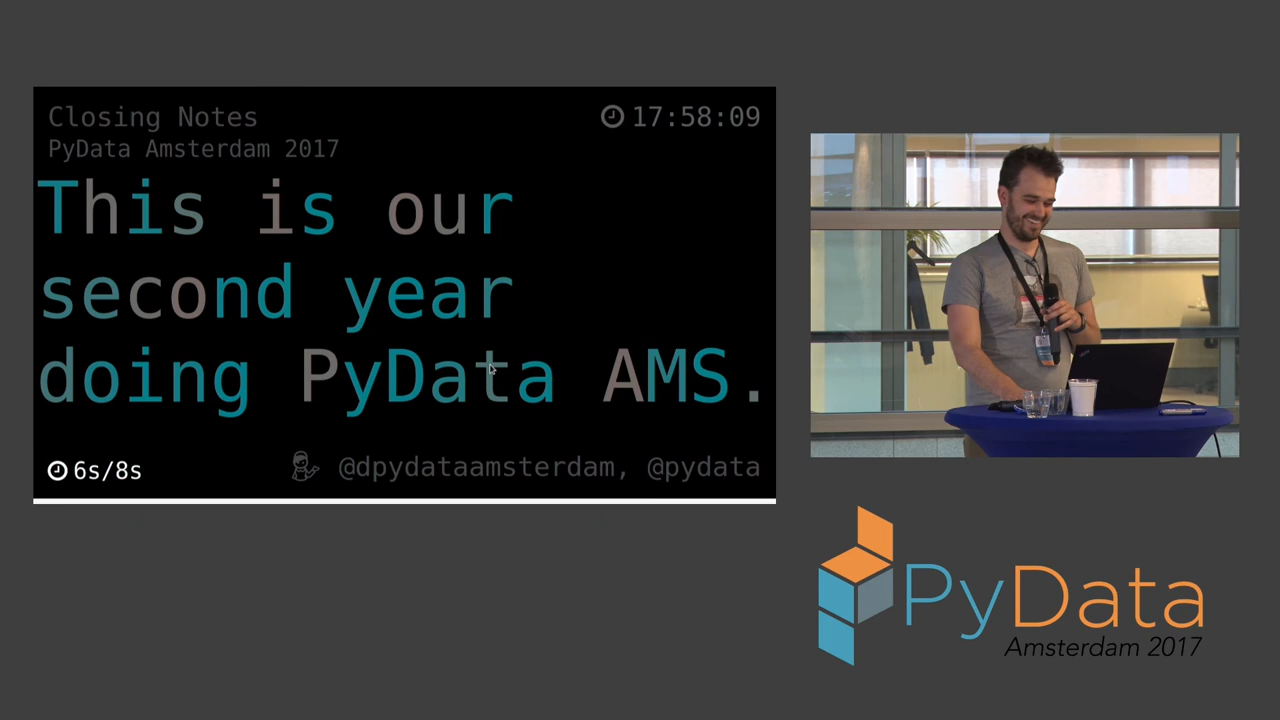 Closing Notes
17:58:09
PyData Amsterdam 2017
This is our
second year
doing PyData AMS.
6s/8s
@dpydataamsterdam, @pydata
PyData
Amsterdam 2017